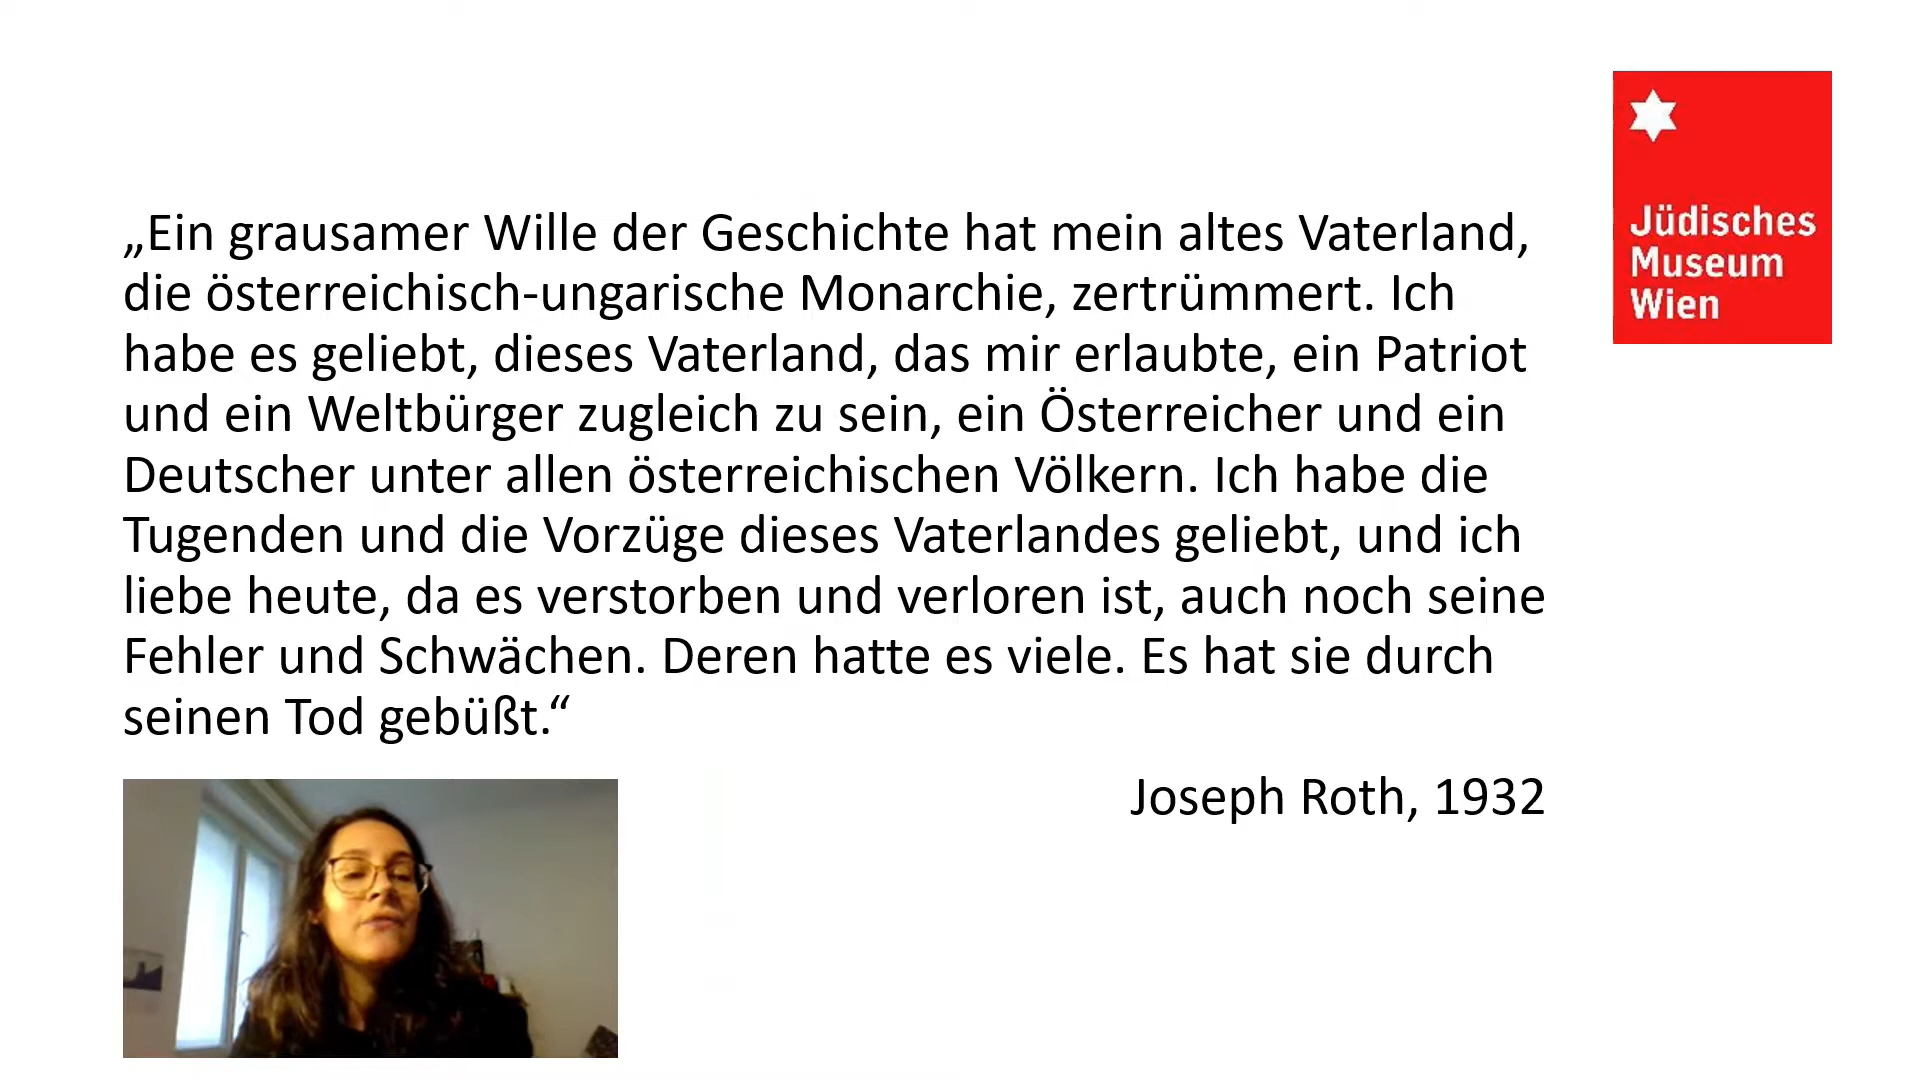 „Ein grausamer Wille der Geschichte hat mein altes Vaterland,
die österreichisch-ungarische Monarchie, zertrümmert. Ich
habe es geliebt, dieses Vaterland, das mir erlaubte, ein Patriot
und ein Weltbürger zugleich zu sein, ein Österreicher und ein
Deutscher unter allen österreichischen Völkern. Ich habe die
Tugenden und die Vorzüge dieses Vaterlandes geliebt, und ich
liebe heute, da es verstorben und verloren ist, auch noch seine
Fehler und Schwächen. Deren hatte es viele. Es hat sie durch
seinen Tod gebüßt.“
Joseph Roth, 1932
Jüdisches
Museum
Wien